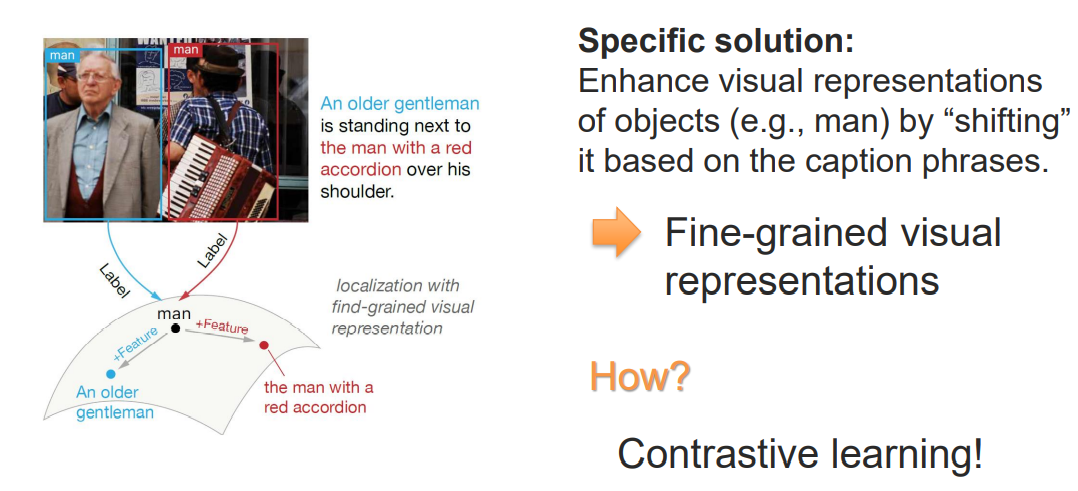 WANTED
man
man
An older gentleman
is standing next to
the man with a red
accordion over his
shoulder.
Label
Label
localization with
find-grained visual
representation
man
+Feature
+Feature
An older
gentleman
the man with a
red accordion
Specific solution:
Enhance visual representations
of objects (e.g., man) by “shifting”
it based on the caption phrases.
Fine-grained visual
representations
How?
Contrastive learning!